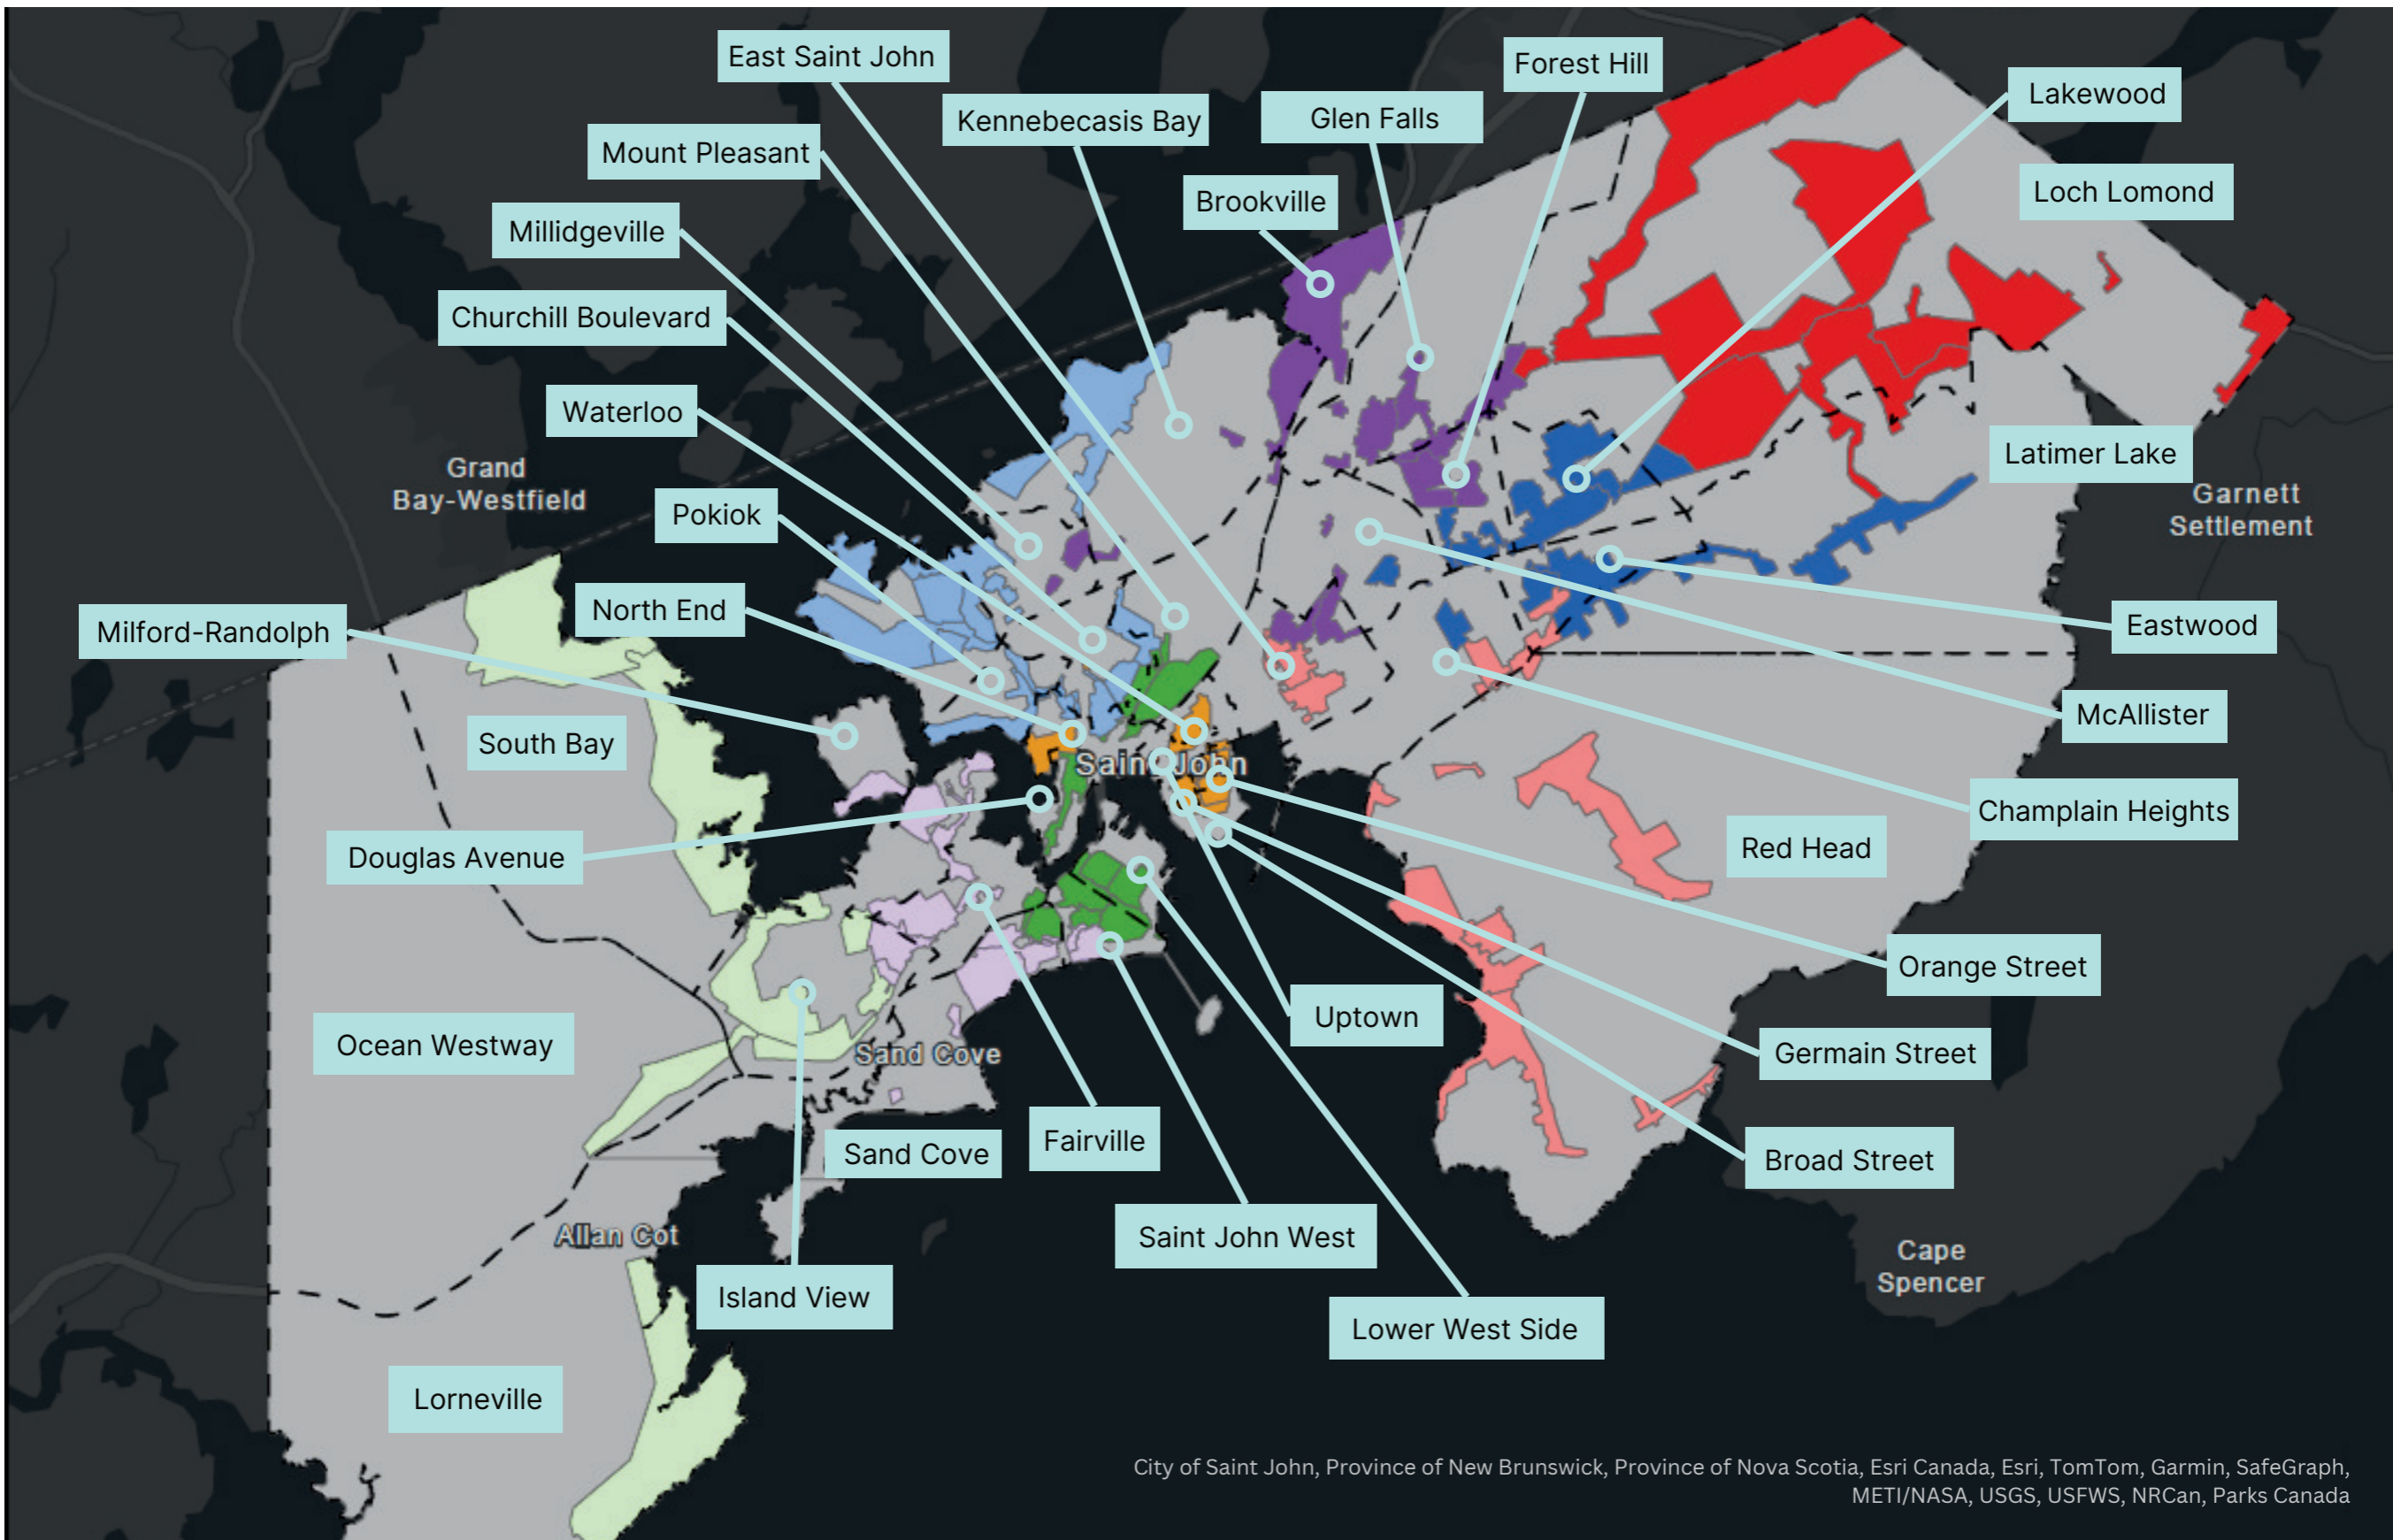 East Saint John
Forest Hill
Lakewood
Kennebecasis Bay
Glen Falls
Mount Pleasant
Brookville
Loch Lomond
Millidgeville
Churchill Boulevard
Waterloo
Latimer Lake
Grand
Bay-Westfield
Garnett
Settlement
Pokiok
North End
Milford-Randolph
Eastwood
McAllister
South Bay
Saint John
Champlain Heights
Red Head
Douglas Avenue
Orange Street
Uptown
Ocean Westway
Sand Cove
Germain Street
Fairville
Sand Cove
Broad Street
Allan Cot
Saint John West
Cape
Spencer
Island View
Lower West Side
Lorneville
City of Saint John, Province of New Brunswick, Province of Nova Scotia, Esri Canada, Esri, TomTom, Garmin, SafeGraph,
METI/NASA, USGS, USFWS, NRCan, Parks Canada